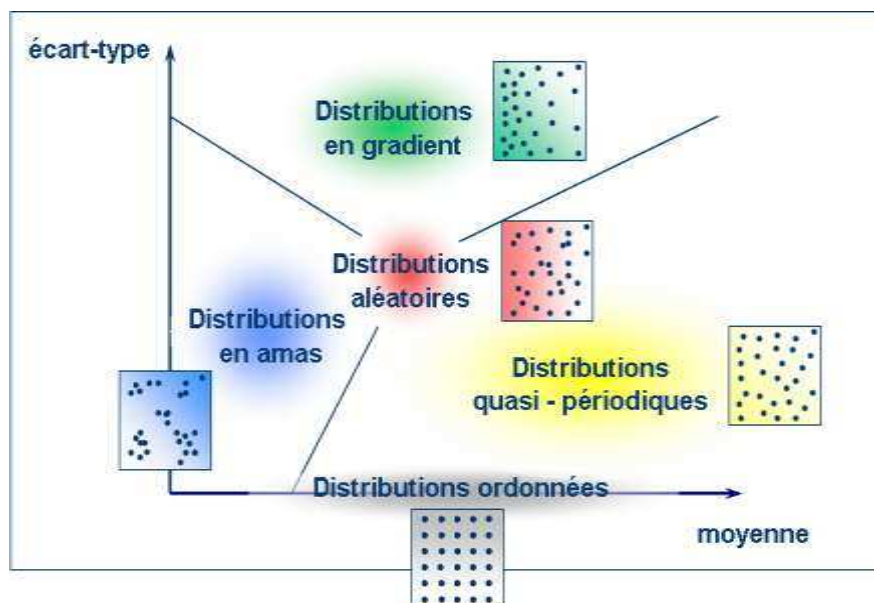 écart-type
Distributions
en gradient
Distributions
aléatoires
Distributions
en amas
Distributions
quasi - périodiques
Distributions ordonnées
moyenne